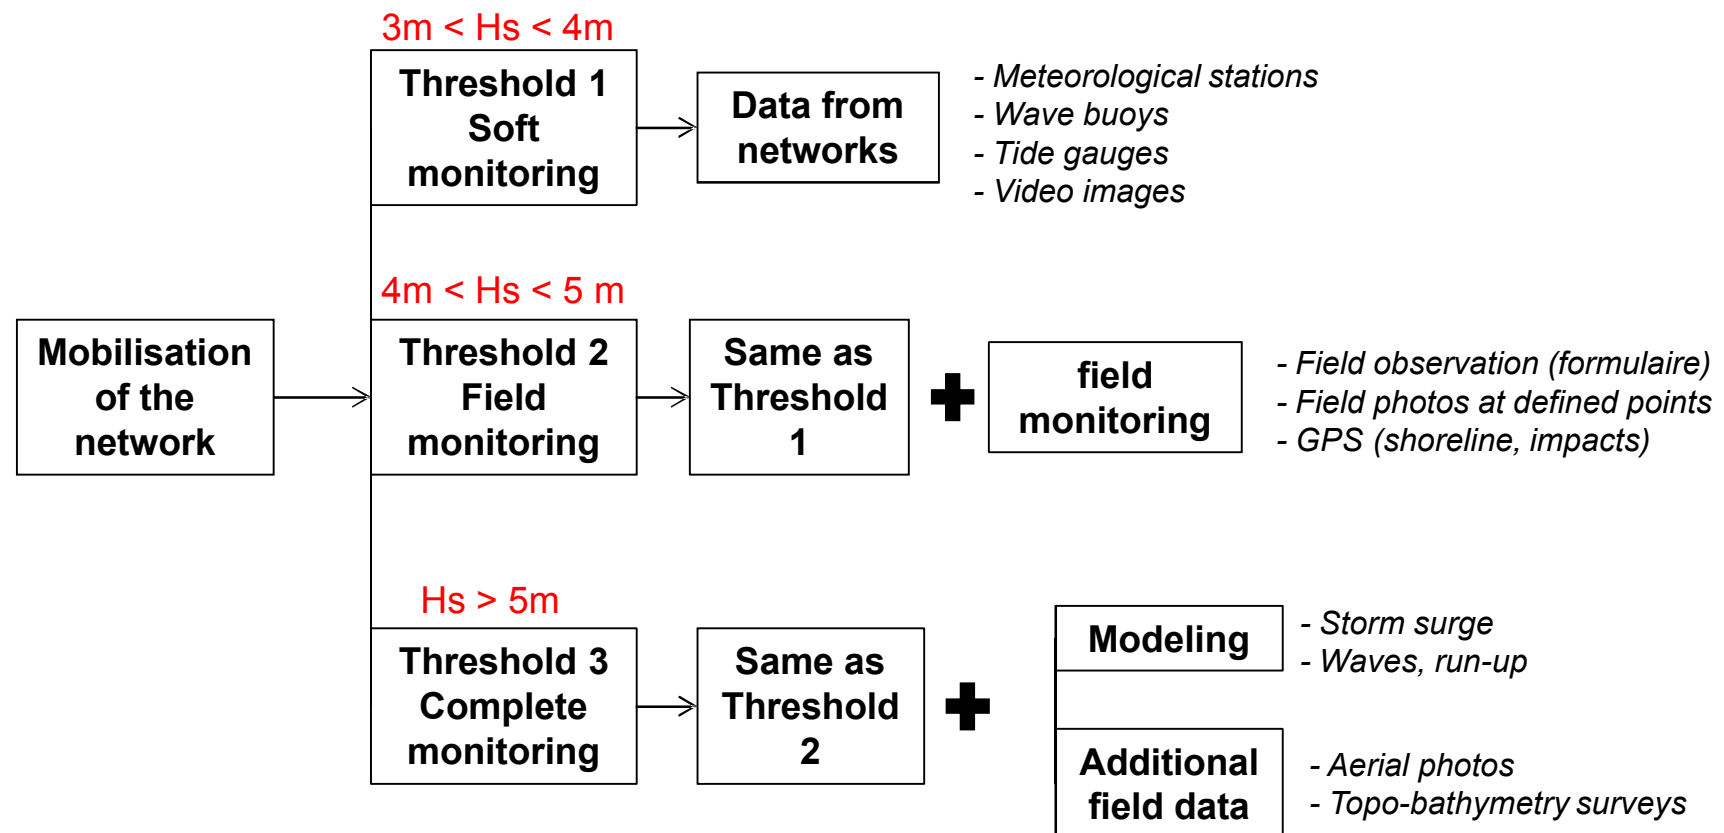 3m < Hs < 4m
Threshold 1
Soft
monitoring
Data from
networks
- Meteorological stations
- Wave buoys
- Tide gauges
- Video images
Mobilisation
of the
network
4m < Hs < 5 m
Threshold 2
Field
monitoring
Same as
Threshold
1
field
monitoring
- Field observation (formulaire)
- Field photos at defined points
- GPS (shoreline, impacts)
Hs > 5m
Threshold 3
Complete
monitoring
Same as
Threshold
2
Modeling
- Storm surge
- Waves, run-up
Additional
field data
- Aerial photos
- Topo-bathymetry surveys